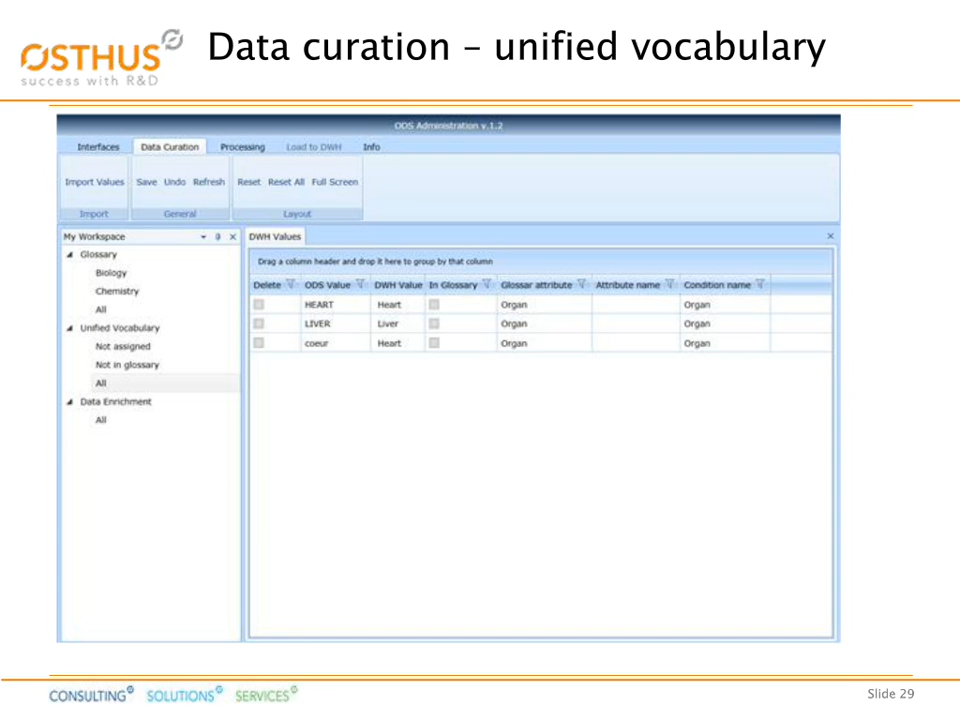 OSTHUS
success with R&D
Data curation – unified vocabulary
ODS Administration v.1.2
Interfaces Data Curation Processing Load to DWH Info
Import Values Save Undo Refresh Reset Reset All Full Screen
Import General Layout
My Workspace
DWH Values
Glossary
Biology
Chemistry
All
Unified Vocabulary
Not assigned
Not in glossary
All
Data Enrichment
All
Drag a column header and drop it here to group by that column
Delete ODS Value DWH Value In Glossary Glossar attribute Attribute name Condition name
HEART Heart Organ Organ
LIVER Liver Organ Organ
coeur Heart Organ Organ
CONSULTING SOLUTIONS SERVICES
Slide 29